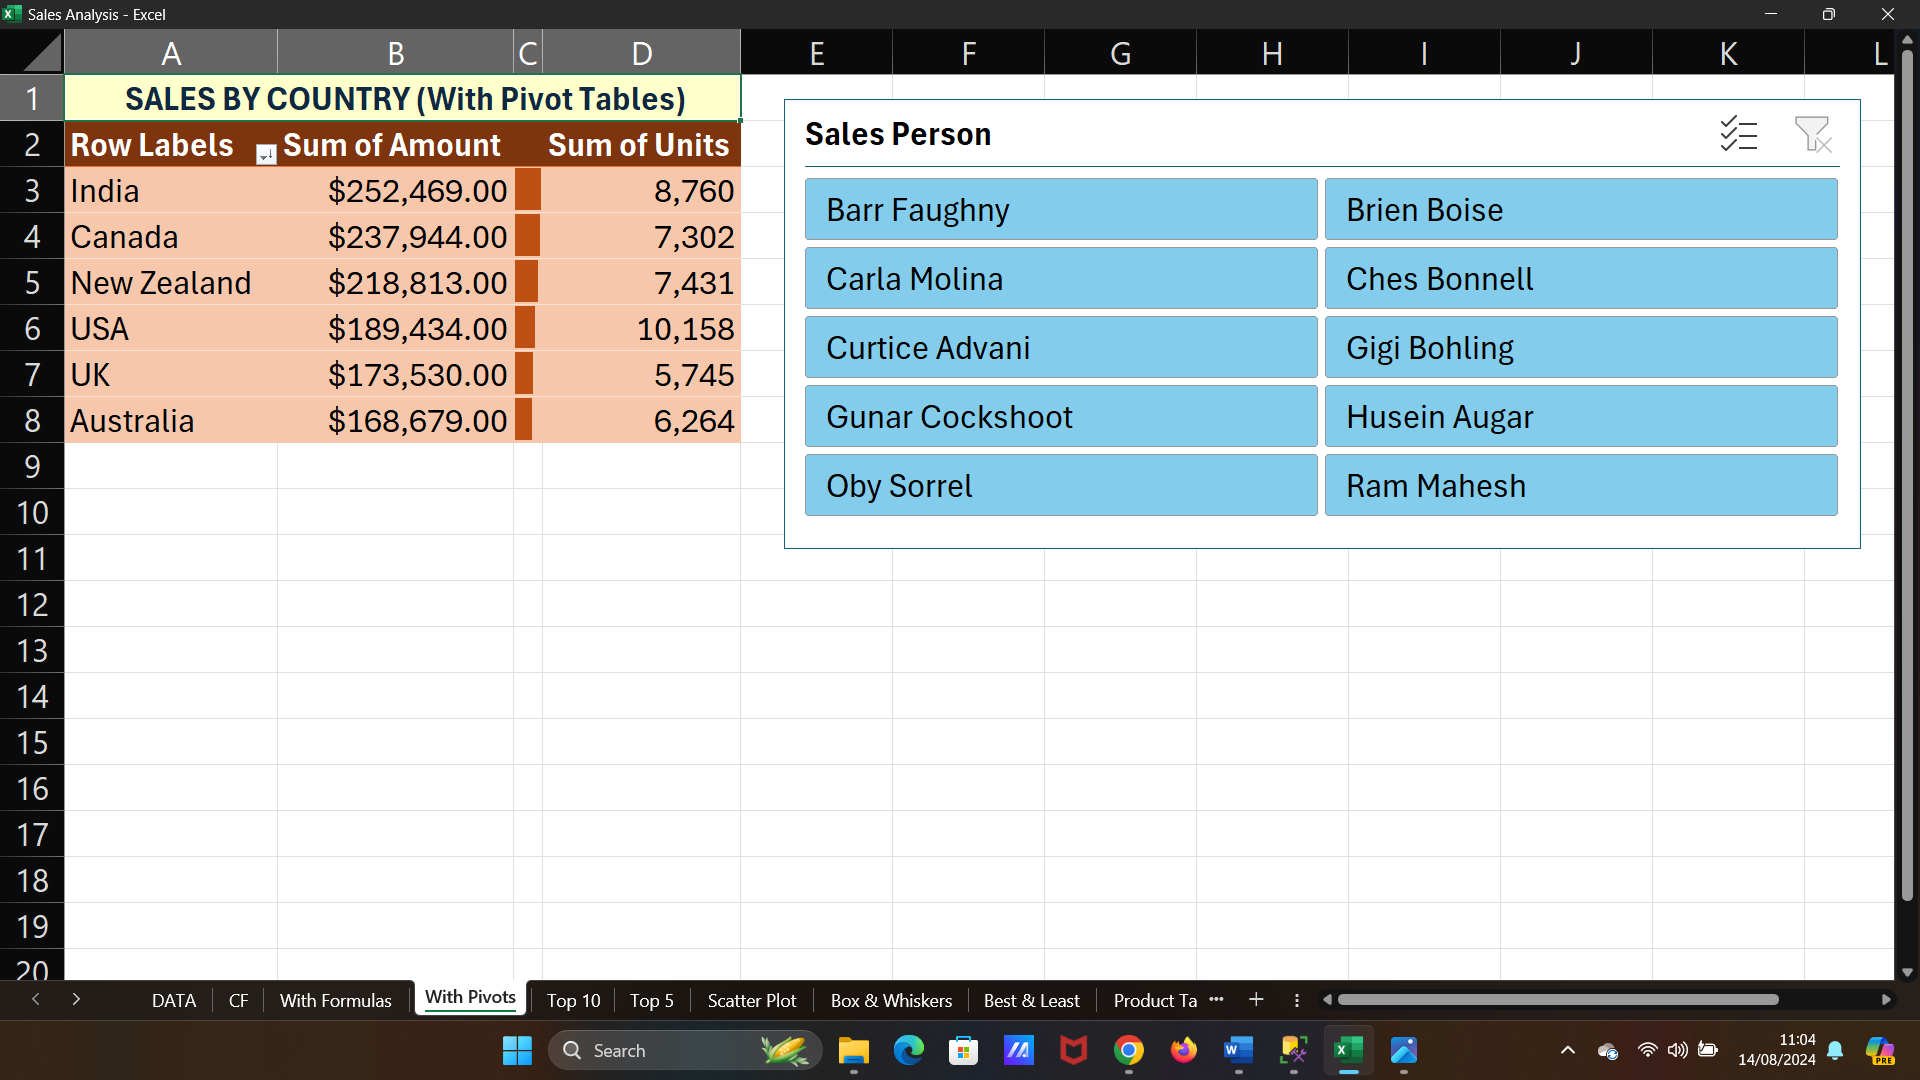 Sales Analysis - Excel
A B C D E F G H I J K L
1 SALES BY COUNTRY (With Pivot Tables)
2 Row Labels Sum of Amount Sum of Units
3 India $252,469.00 8,760
4 Canada $237,944.00 7,302
5 New Zealand $218,813.00 7,431
6 USA $189,434.00 10,158
7 UK $173,530.00 5,745
8 Australia $168,679.00 6,264
9
10
11
12
13
14
15
16
17
18
19
20
Sales Person
Barr Faughny Brien Boise
Carla Molina Ches Bonnell
Curtice Advani Gigi Bohling
Gunar Cockshoot Husein Augar
Oby Sorrel Ram Mahesh
DATA CF With Formulas With Pivots Top 10 Top 5 Scatter Plot Box & Whiskers Best & Least Product Ta ...
Search
W
X
PRE
11:04
14/08/2024